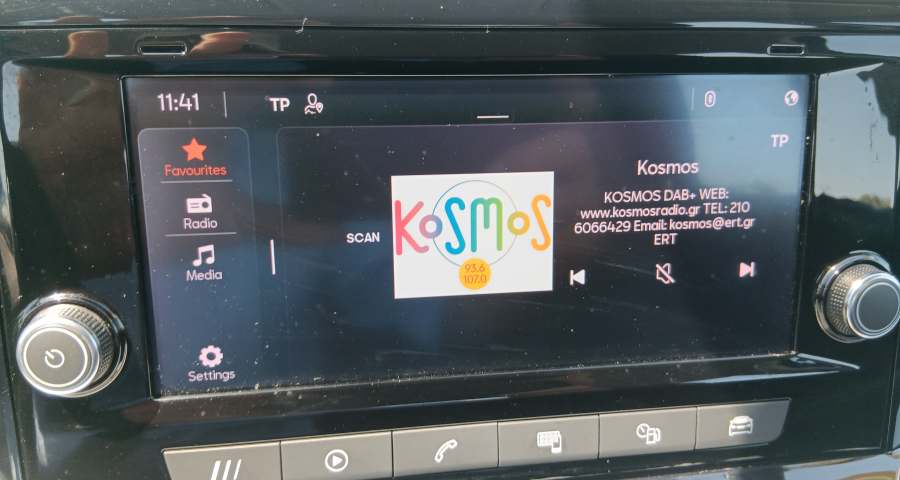 11:41
TP
TP
Favourites
Radio
Media
Settings
SCAN
KOSMOS
93.6
107.0
Kosmos
KOSMOS DAB+ WEB:
www.kosmosradio.gr TEL: 210
6066429 Email: kosmos@ert.gr
ERT